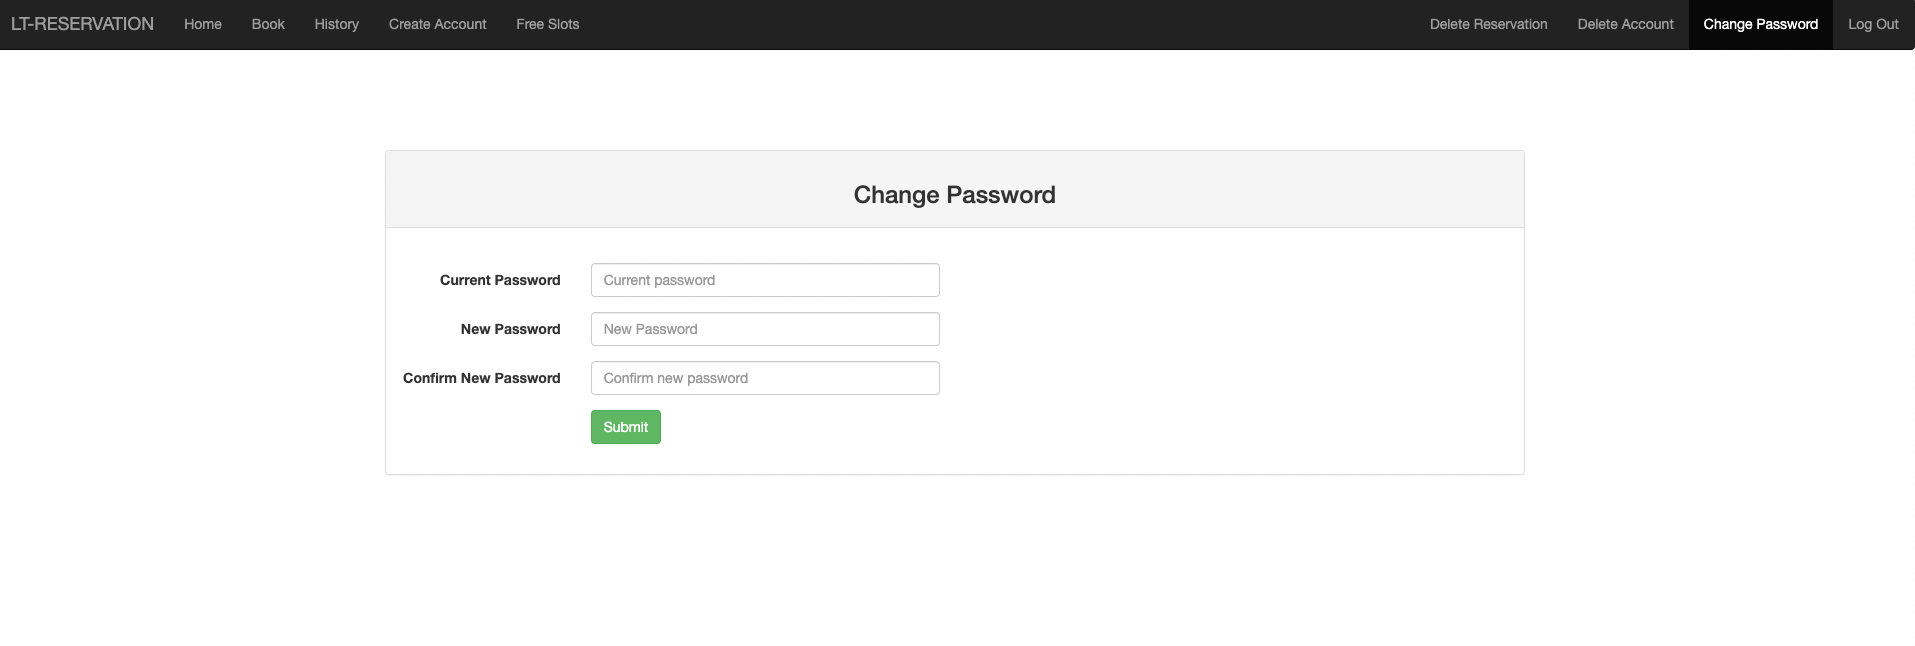 LT-RESERVATION Home Book History Create Account Free Slots Delete Reservation Delete Account Change Password Log Out
Change Password
Current Password Current password
New Password New Password
Confirm New Password Confirm new password
Submit